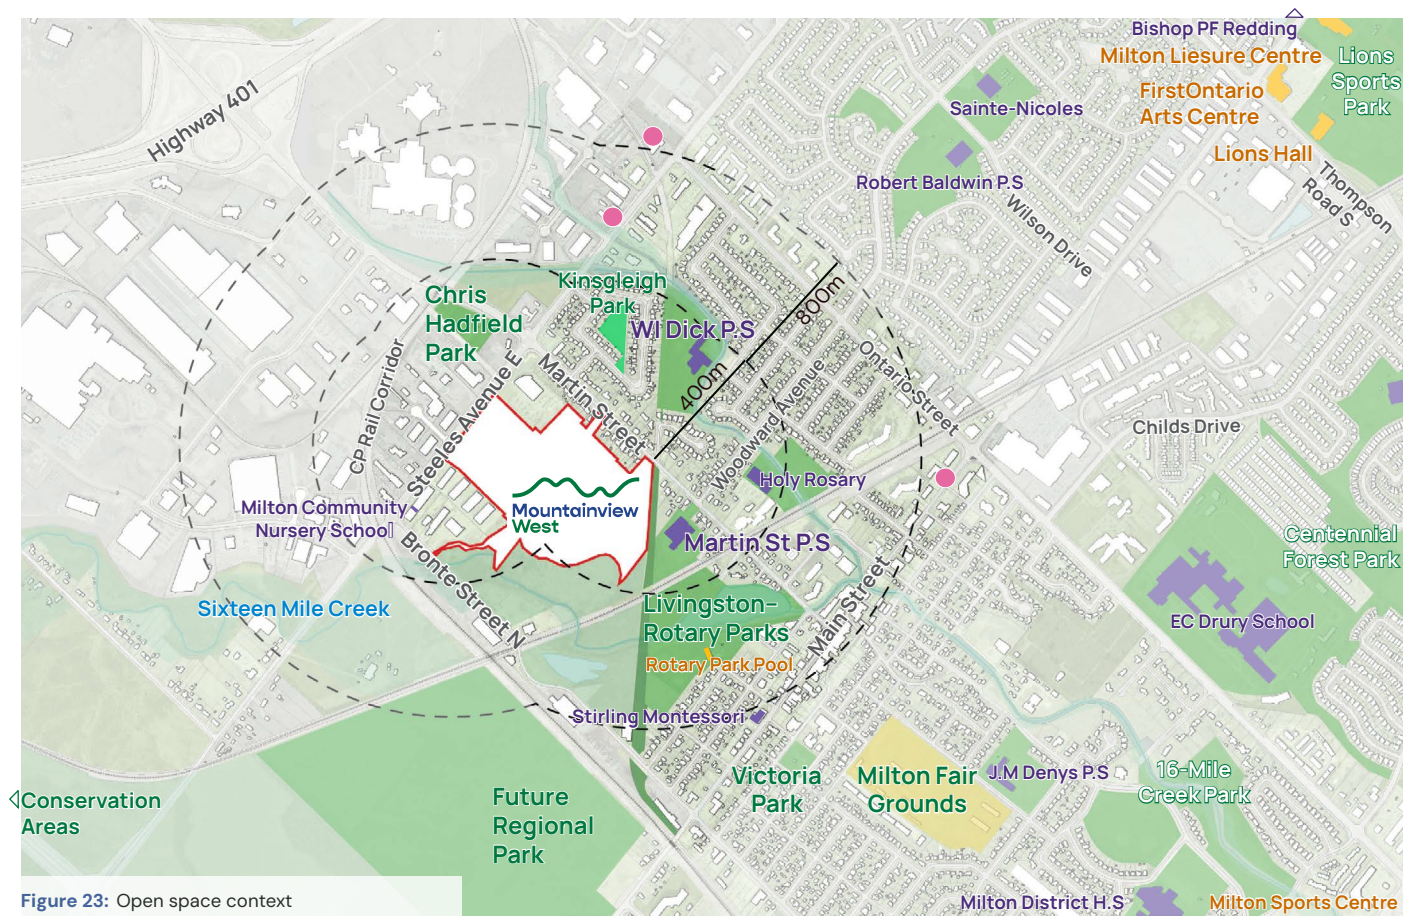 Bishop PF Redding
Milton Liesure Centre
Lions
Sports
Park
FirstOntario
Arts Centre
Sainte-Nicoles
Lions Hall
Highway 401
Robert Baldwin P.S
Thompson
Road S
Wilson Drive
Kinsgleigh
Park
Chris
Hadfield
Park
WI Dick P.S
800m
400m
Martin Street
Ontario Street
CP Rail Corridor
Steeles Avenue E
Woodward Avenue
Childs Drive
Holy Rosary
Mountainview
West
Milton Community
Nursery School
Martin St P.S
Centennial
Forest Park
Bronte Street N
Sixteen Mile Creek
Livingston-
Rotary Parks
Main Street
EC Drury School
Rotary Park Pool
Stirling Montessori
Victoria
Park
Milton Fair
Grounds
J.M Denys P.S
16-Mile
Creek Park
Conservation
Areas
Future
Regional
Park
Figure 23: Open space context
Milton District H.S
Milton Sports Centre